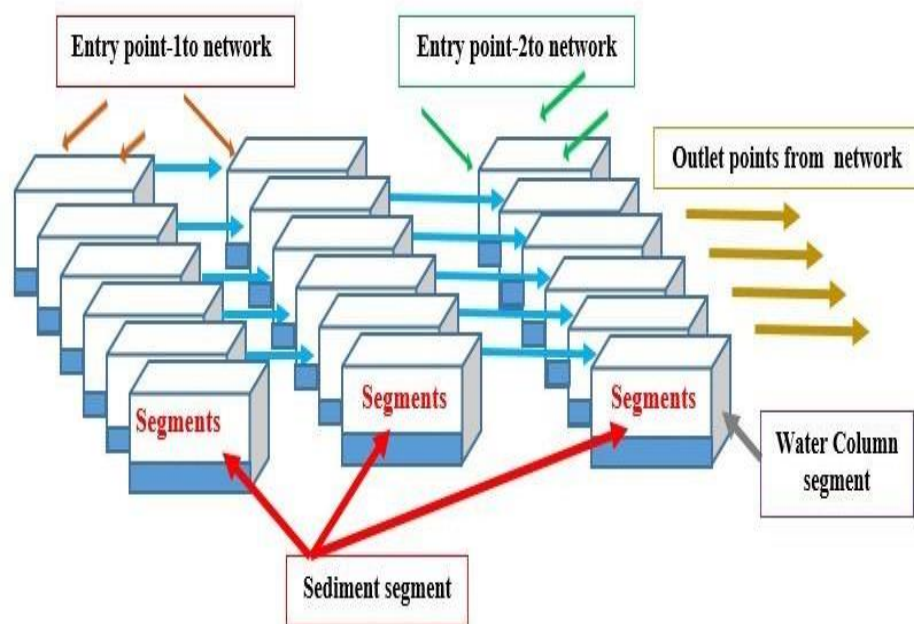 Entry point-1to network
Entry point-2to network
Outlet points from network
Segments
Segments
Segments
Water Column
segment
Sediment segment